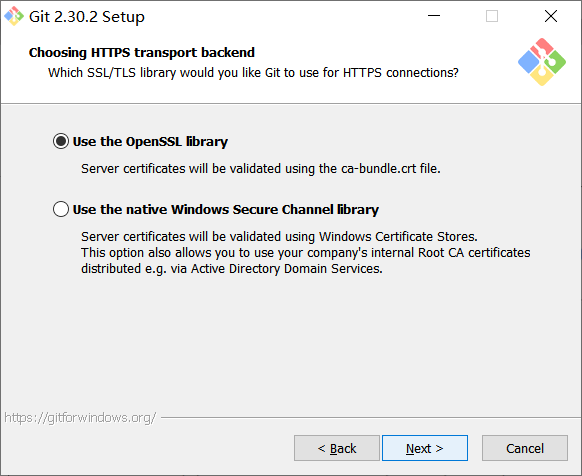 Git 2.30.2 Setup
Choosing HTTPS transport backend
Which SSL/TLS library would you like Git to use for HTTPS connections?
Use the OpenSSL library
Server certificates will be validated using the ca-bundle.crt file.
Use the native Windows Secure Channel library
Server certificates will be validated using Windows Certificate Stores.
This option also allows you to use your company's internal Root CA certificates
distributed e.g. via Active Directory Domain Services.
https://gitforwindows.org/
< Back
Next >
Cancel